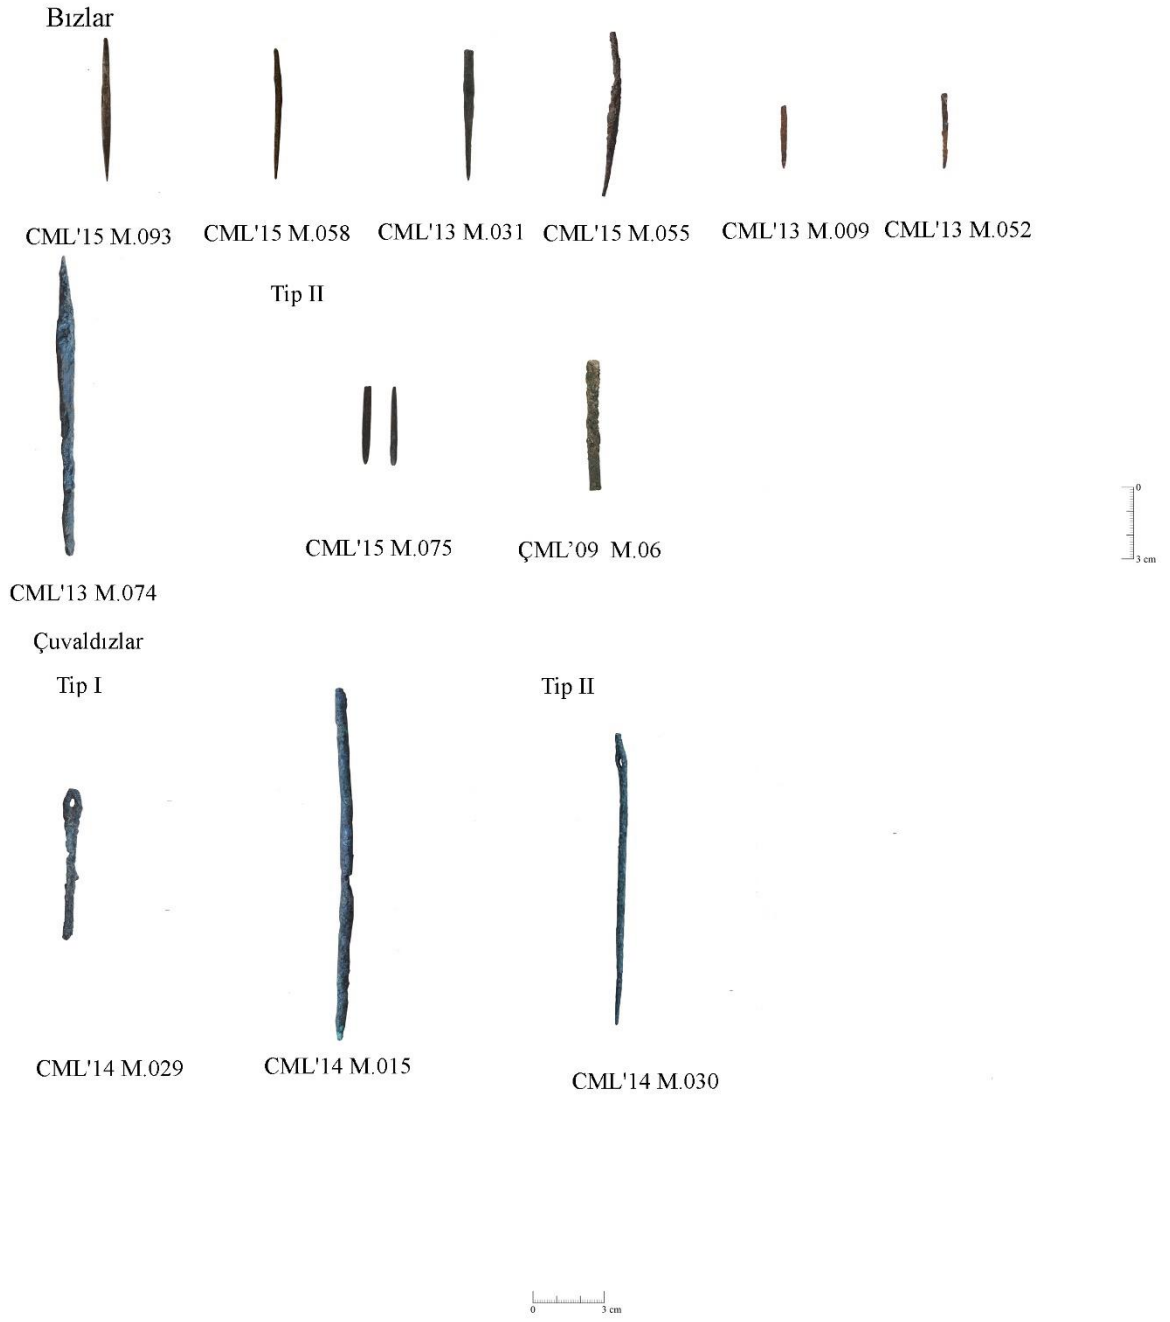 Bızlar
CML'15 M.093
CML'15 M.058
CML'13 M.031
CML'15 M.055
CML'13 M.009
CML'13 M.052
Tip II
CML'15 M.075
ÇML’09 M.06
0
3 cm
CML'13 M.074
Çuvaldızlar
Tip I
Tip II
CML'14 M.029
CML'14 M.015
CML'14 M.030
0 3 cm